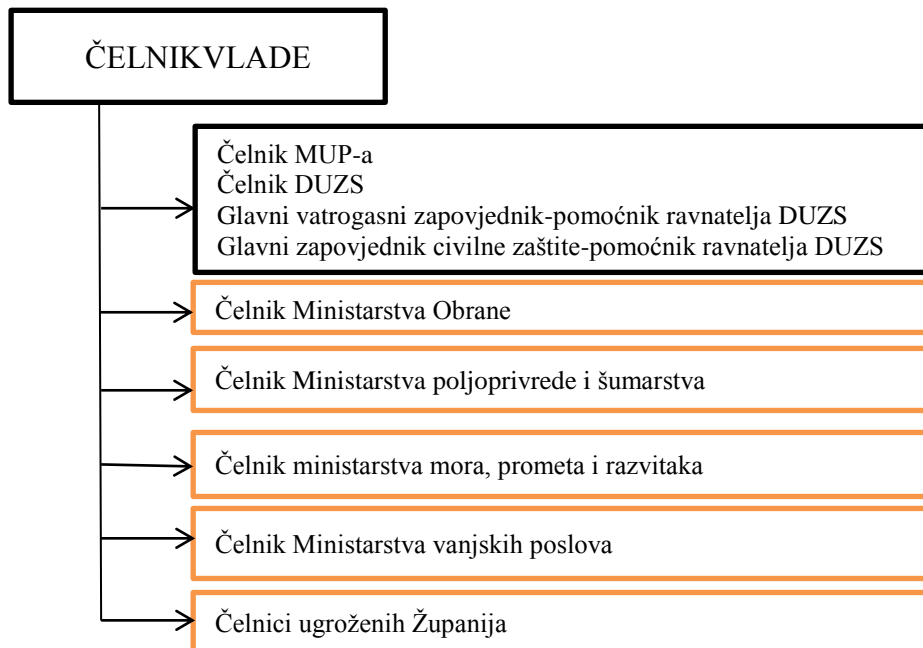 ČELNIKVLADE
Čelnik MUP-a
Čelnik DUZS
Glavni vatrogasni zapovjednik-pomoćnik ravnatelja DUZS
Glavni zapovjednik civilne zaštite-pomoćnik ravnatelja DUZS
Čelnik Ministarstva Obrane
Čelnik Ministarstva poljoprivrede i šumarstva
Čelnik ministarstva mora, prometa i razvitaka
Čelnik Ministarstva vanjskih poslova
Čelnici ugroženih Županija